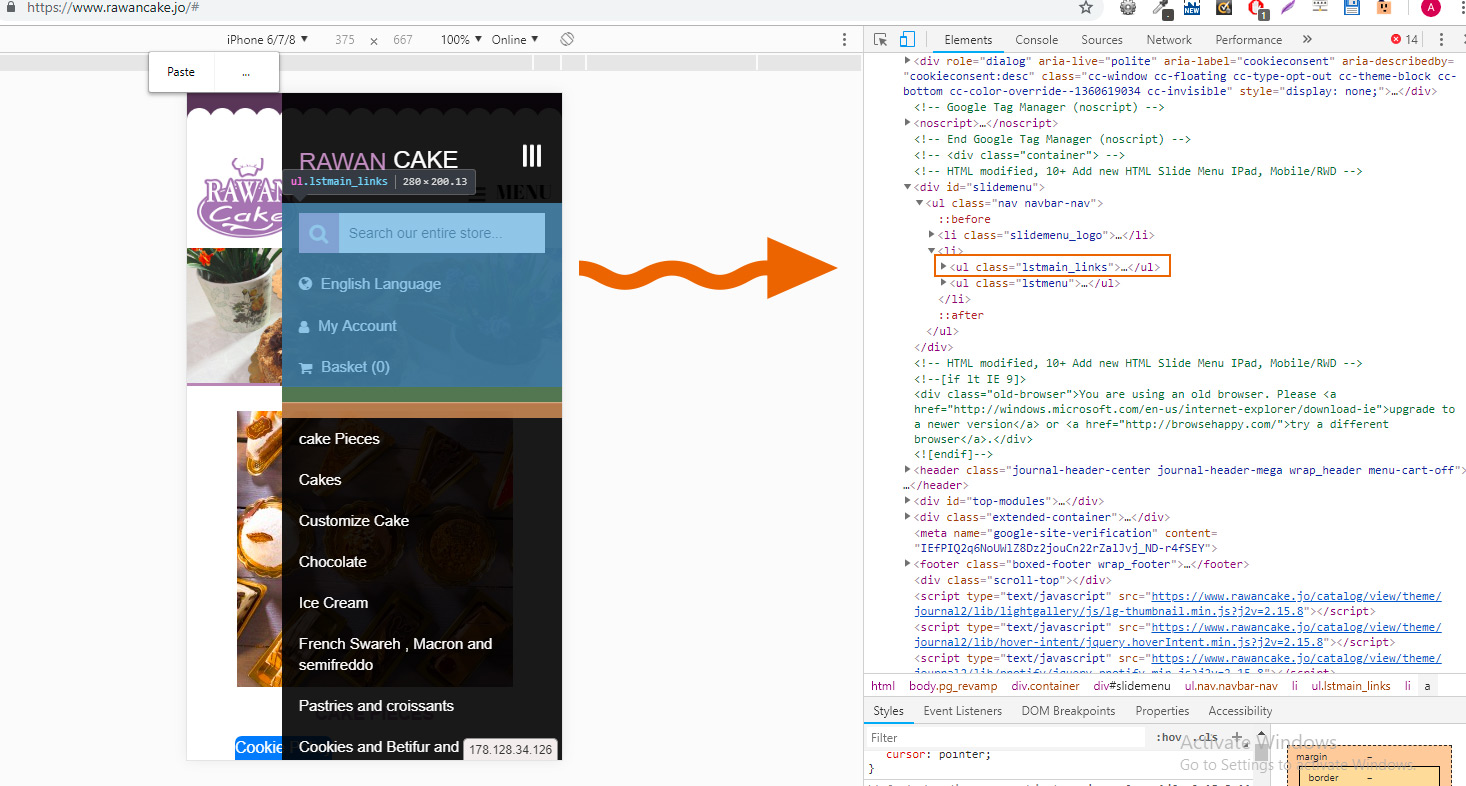 https://www.rawancake.jo/#
A
iPhone 6/7/8 ▼ 375 × 667 100% ▼ Online ▼
Elements Console Sources Network Performance » 14
Paste ...
RAWAN
Cake
RAWAN CAKE
MENU
ul.lstmain_links | 280×200.13
Search our entire store...
English Language
My Account
Basket (0)
cake Pieces
Cakes
Customize Cake
Chocolate
Ice Cream
French Swareh , Macron and
semifreddo
Pastries and croissants
CAKE PIECES
Cookies and Betifur and
Cookie P
178.128.34.126
<div role="dialog" aria-live="polite" aria-label="cookieconsent" aria-describedby=
"cookieconsent:desc" class="cc-window cc-floating cc-type-opt-out cc-theme-block cc-
bottom cc-color-override--1360619034 cc-invisible" style="display: none;">…</div>
<!-- Google Tag Manager (noscript) -->
<noscript>…</noscript>
<!-- End Google Tag Manager (noscript) -->
<!-- <div class="container"> -->
<!-- HTML modified, 10+ Add new HTML Slide Menu IPad, Mobile/RWD -->
<div id="slidemenu">
<ul class="nav navbar-nav">
::before
<li class="slidemenu_logo">…</li>
<li>
<ul class="lstmain_links">…</ul>
<ul class="lstmenu">…</ul>
</li>
::after
</ul>
</div>
<!-- HTML modified, 10+ Add new HTML Slide Menu IPad, Mobile/RWD -->
<!--[if lt IE 9]>
<div class="old-browser">You are using an old browser. Please <a
href="http://windows.microsoft.com/en-us/internet-explorer/download-ie">upgrade to
a newer version</a> or <a href="http://browsehappy.com/">try a different
browser</a>.</div>
<![endif]-->
<header class="journal-header-center journal-header-mega wrap_header menu-cart-off">
…</header>
<div id="top-modules">…</div>
<div class="extended-container">…</div>
<meta name="google-site-verification" content=
"IEfPIQ2q6NoUWlZ8Dz2jouCn22rZalJvj_ND-r4fSEY">
<footer class="boxed-footer wrap_footer">…</footer>
<div class="scroll-top"></div>
<script type="text/javascript" src="https://www.rawancake.jo/catalog/view/theme/
journal2/lib/lightgallery/js/lg-thumbnail.min.js?j2v=2.15.8"></script>
<script type="text/javascript" src="https://www.rawancake.jo/catalog/view/theme/
journal2/lib/hover-intent/jquery.hoverIntent.min.js?j2v=2.15.8"></script>
<script type="text/javascript" src="https://www.rawancake.jo/catalog/view/theme/
journal2/lib/pnotify/jquery.pnotify.min.js?j2v=2.15.8"></script>
html body.pg_revamp div.container div#slidemenu ul.nav.navbar-nav li ul.lstmain_links li a
Styles Event Listeners DOM Breakpoints Properties Accessibility
Filter :hov .cls +
cursor: pointer;
}
margin –
border –
Activate Windows
Go to Settings to activate Windows.